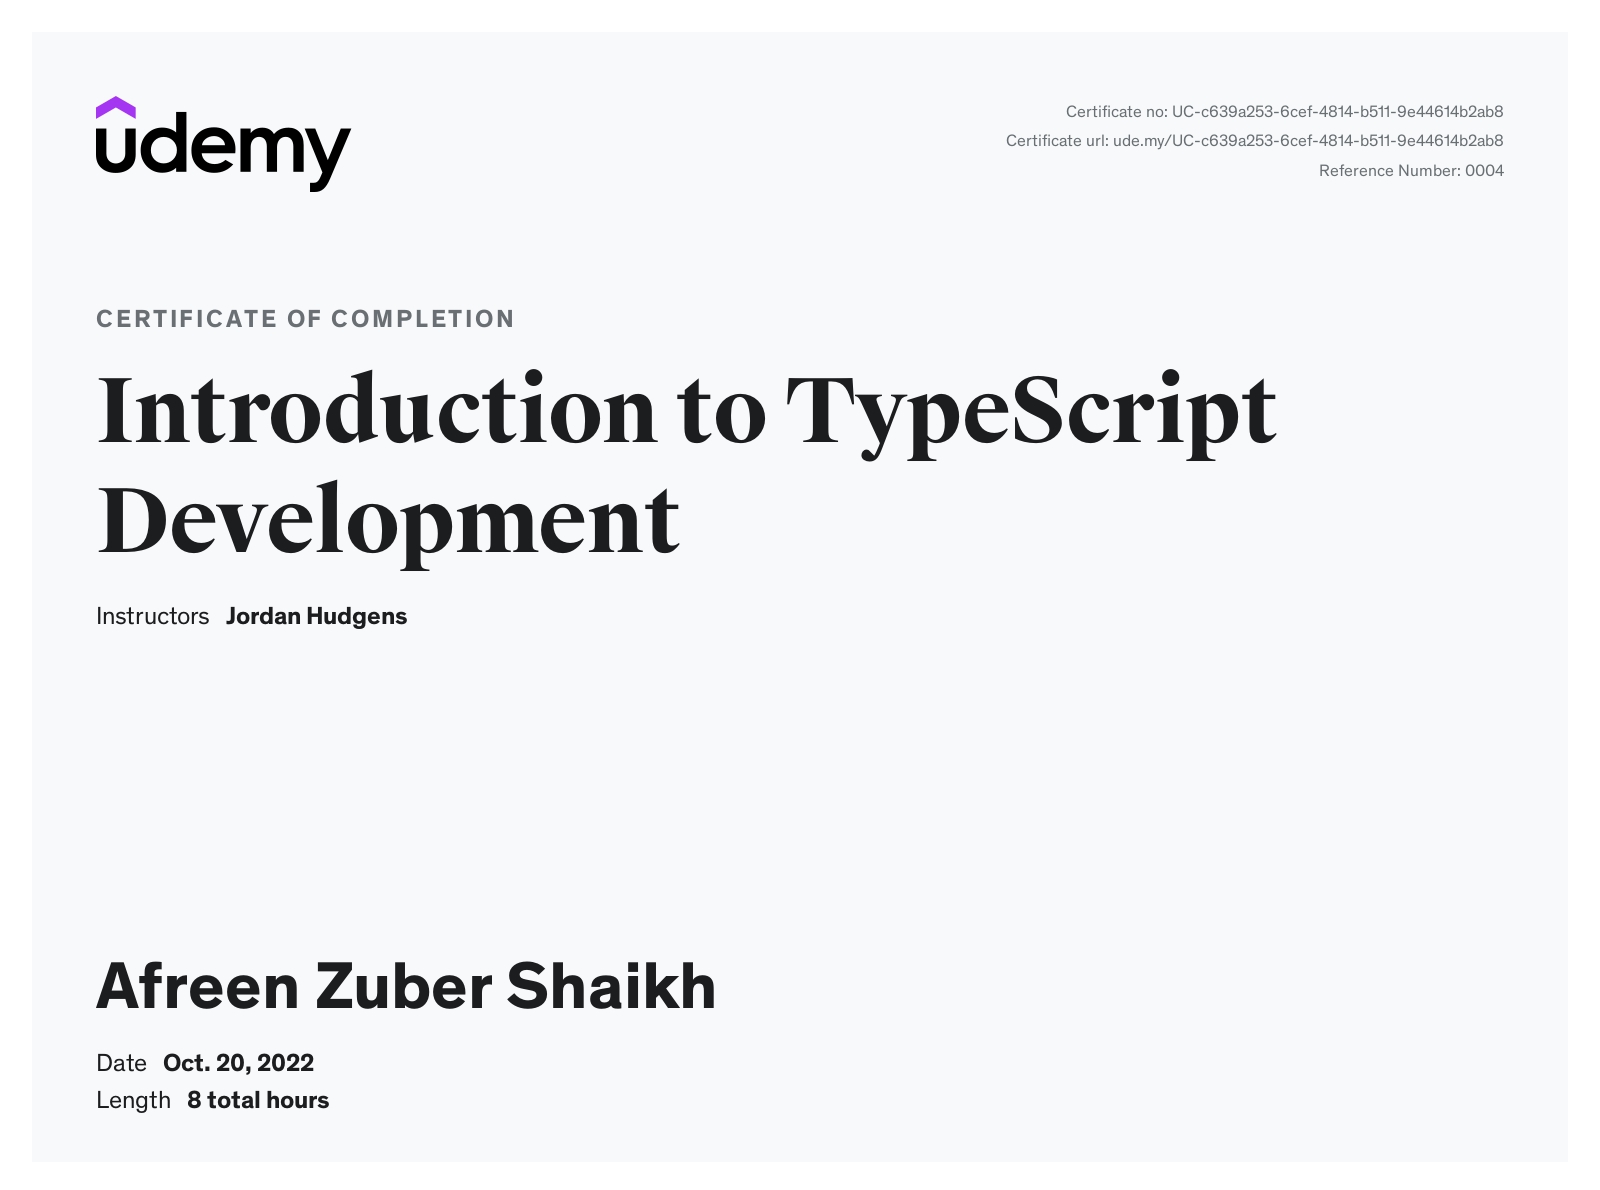 udemy
Certificate no: UC-c639a253-6cef-4814-b511-9e44614b2ab8
Certificate url: ude.my/UC-c639a253-6cef-4814-b511-9e44614b2ab8
Reference Number: 0004
CERTIFICATE OF COMPLETION
Introduction to TypeScript
Development
Instructors Jordan Hudgens
Afreen Zuber Shaikh
Date Oct. 20, 2022
Length 8 total hours